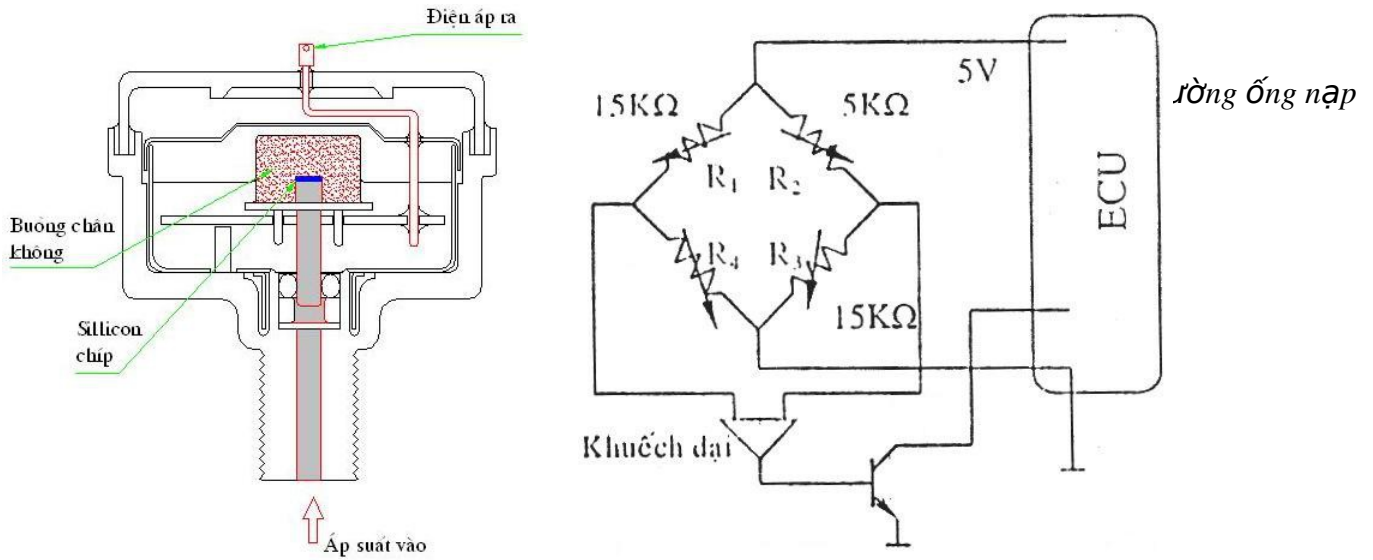 Điện áp ra
Buồng chân
không
Sillicon
chíp
Áp suất vào
15KΩ
5KΩ
R1
R2
R4
R3
15KΩ
5V
ECU
Khuếch đại
ường ống nạp